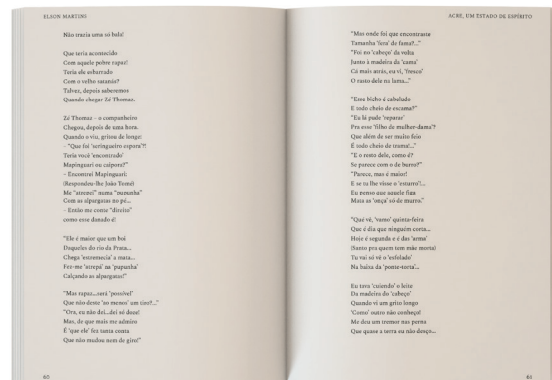 ELSON MARTINS
Não trazia uma só bala!
Que teria acontecido
Com aquele pobre rapaz?
Teria ele esbarrado
Com o velho satanás?
Talvez, depois saberemos
Quando chegar Zé Thomaz.
Zé Thomaz - o companheiro
Chegou, depois de uma hora.
Quando o viu, gritou de longe:
- "Que foi 'seringueiro espora'?!
Teria você 'encontrado'
Mapinguari ou caipora?"
- Encontrei Mapinguari:
(Respondeu-lhe João Tomé)
Me "atrepei" numa "pupunha"
Com as alpargatas no pé...
- Então me conte "direito"
como esse danado é!
"Ele é maior que um boi
Daqueles do rio da Prata...
Chega 'estremecia' a mata...
Fez-me 'atrepá' na 'pupunha'
Calçando as alpargatas!"
"Mas rapaz...será 'possível'
Que não deste 'ao menos' um tiro?..."
"Ora, eu não dei...dei só doze!
Mas, de que mais me admiro
É 'que ele' fez tanta conta
Que não mudou nem de giro!"
60
ACRE, UM ESTADO DE ESPÍRITO
"Mas onde foi que encontraste
Tamanha 'fera' de fama?..."
"Foi no 'cabeço' da volta
Junto à madeira da 'cama'
Cá mais atrás, eu vi, 'fresco'
O rasto dele na lama..."
"Esse bicho é cabeludo
E todo cheio de escama?"
"Eu lá pude 'reparar'
Pra esse 'filho de mulher-dama'?
Que além de ser muito feio
É todo cheio de trama!..."
"E o resto dele, como é?
Se parece com o de burro?"
"Parece, mas é maior!
E se tu lhe visse o 'esturro'!...
Eu penso que aquele fiau
Mata as 'onça' só de murro."
"Que vê, 'vamo' quinta-feira
Que é dia que ninguém corta...
Hoje é segunda e é das 'arma'
(Santo pra quem tem mãe morta)
Tu vai só vê o 'esfolado'
Na baixa da 'ponte-torta'...
Eu tava 'cuiendo' o leite
Da madeira do 'cabeço'
Quando vi um grito longo
'Como' outro não conheço!
Me deu um tremor nas perna
Que quase a terra eu não desço...
61